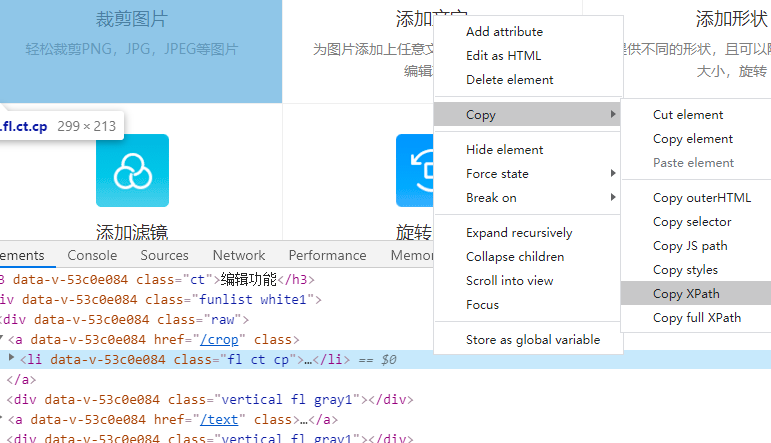 裁剪图片
添加文字
添加形状
轻松裁剪PNG，JPG，JPEG等图片
为图片添加上任意文
提供不同的形状，且可以
编辑
大小，旋转
.fl.ct.cp 299 × 213
添加滤镜
旋转
Add attribute
Edit as HTML
Delete element
Copy
Hide element
Force state
Break on
Expand recursively
Collapse children
Scroll into view
Focus
Store as global variable
Cut element
Copy element
Paste element
Copy outerHTML
Copy selector
Copy JS path
Copy styles
Copy XPath
Copy full XPath
ements Console Sources Network Performance Memor
3 data-v-53c0e084 class="ct">编辑功能</h3>
iv data-v-53c0e084 class="funlist white1">
<div data-v-53c0e084 class="raw">
<a data-v-53c0e084 href="/crop" class>
<li data-v-53c0e084 class="fl ct cp">…</li> == $0
</a>
<div data-v-53c0e084 class="vertical fl gray1"></div>
<a data-v-53c0e084 href="/text" class>…</a>
<div data-v-53c0e084 class="vertical fl gray1"></div>